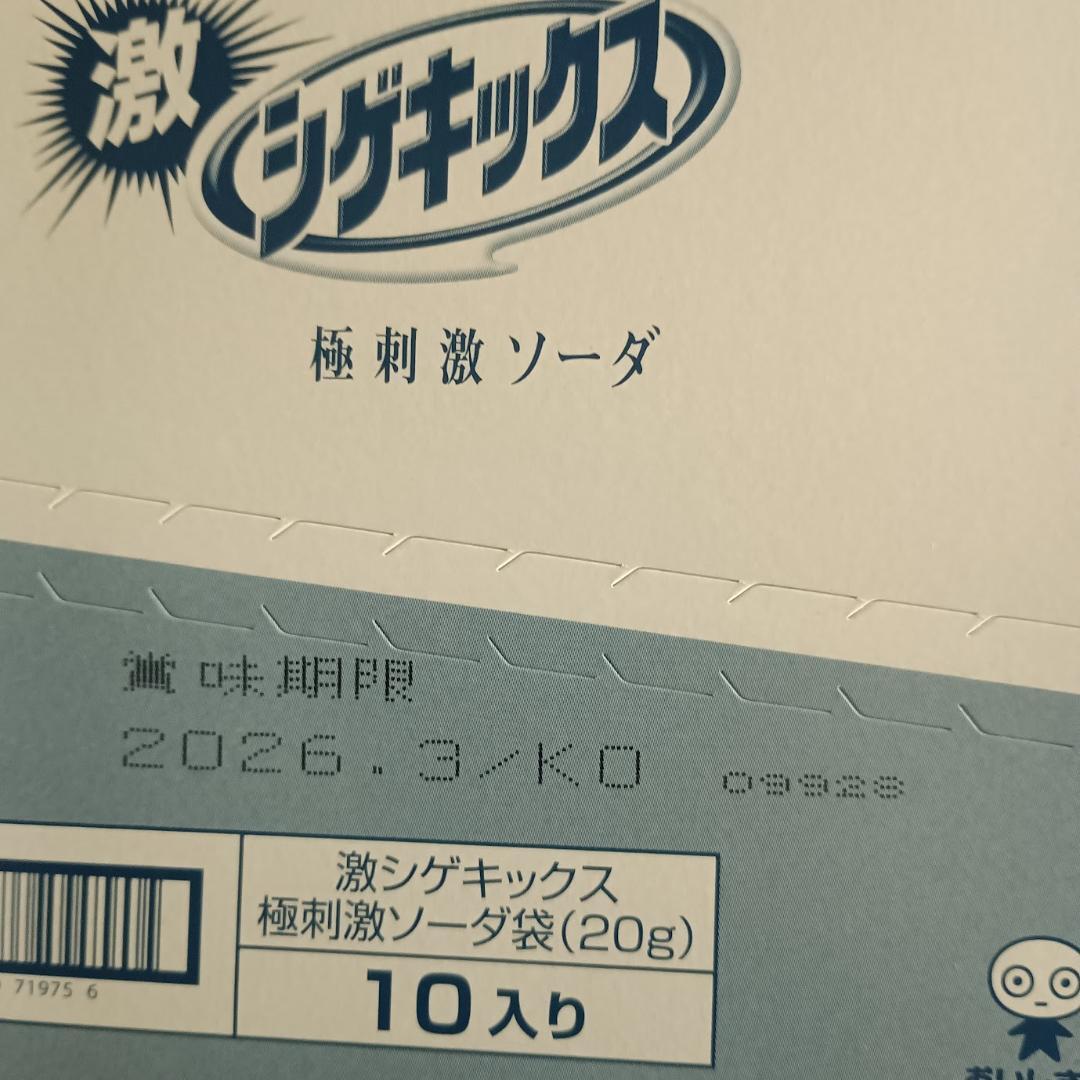 激
シゲキックス
極刺激ソーダ
賞味期限
2026.3/KO 09928
激シゲキックス
極刺激ソーダ袋(20g)
10入り
71975 6